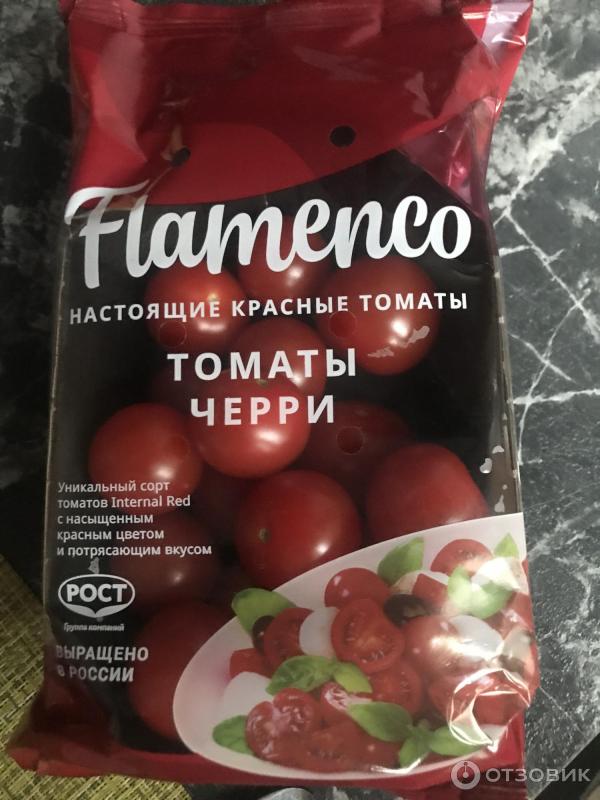 Flamenco
НАСТОЯЩИЕ КРАСНЫЕ ТОМАТЫ
ТОМАТЫ
ЧЕРРИ
Уникальный сорт
томатов Internal Red
с насыщенным
красным цветом
и потрясающим вкусом
РОСТ
Группа компаний
ВЫРАЩЕНО
В РОССИИ
ОТЗОВИК